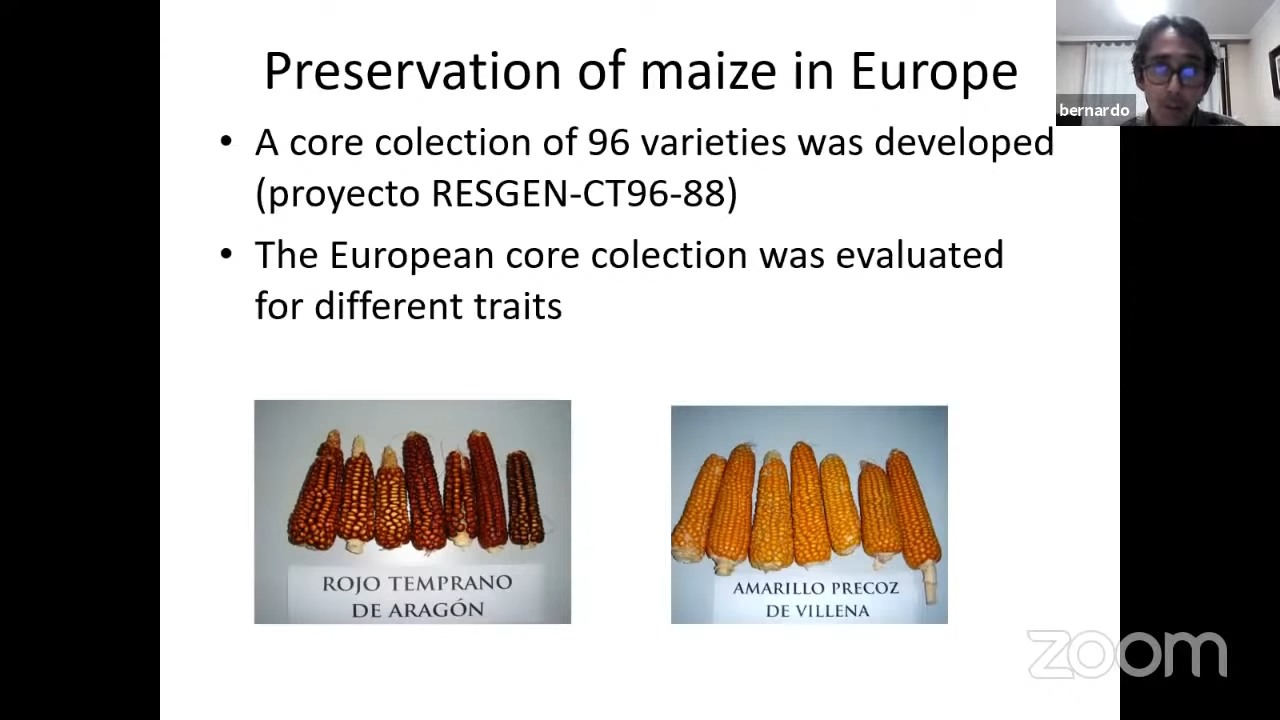 Preservation of maize in Europe
bernardo
• A core colection of 96 varieties was developed
(proyecto RESGEN-CT96-88)
• The European core colection was evaluated
for different traits
ROJO TEMPRANO
DE ARAGÓN
AMARILLO PRECOZ
DE VILLENA
zoom